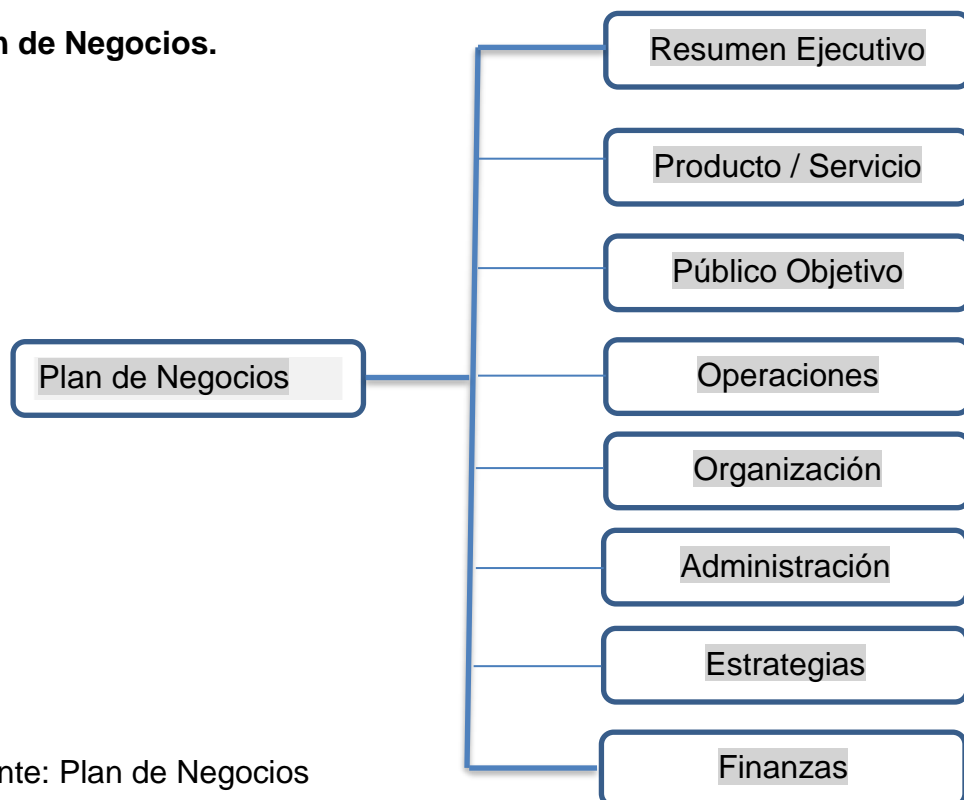 n de Negocios.
Resumen Ejecutivo
Producto / Servicio
Público Objetivo
Plan de Negocios
Operaciones
Organización
Administración
Estrategias
Finanzas
nte: Plan de Negocios